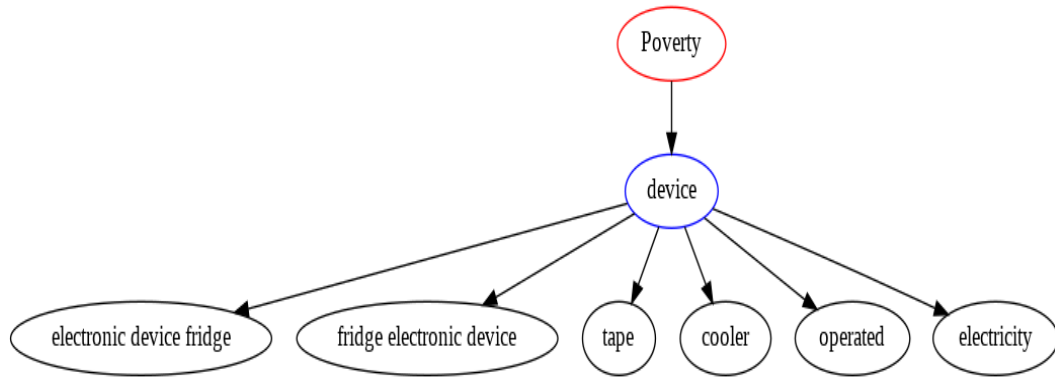 Poverty
device
electronic device fridge
fridge electronic device
tape
cooler
operated
electricity